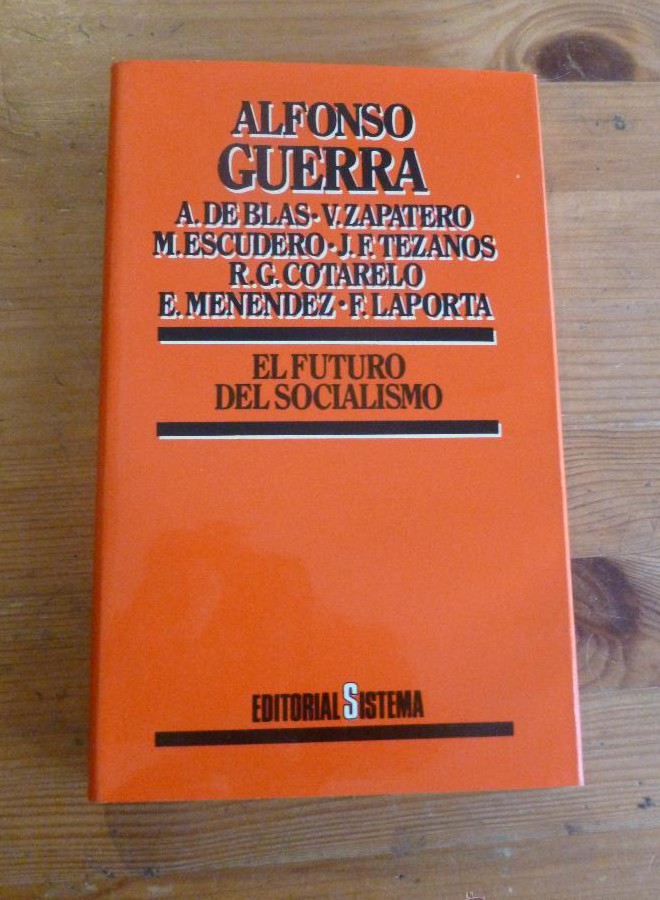 ALFONSO
GUERRA
A. DE BLAS · V. ZAPATERO
M. ESCUDERO · J. F. TEZANOS
R. G. COTARELO
E. MENENDEZ · F. LAPORTA
EL FUTURO
DEL SOCIALISMO
EDITORIAL SISTEMA